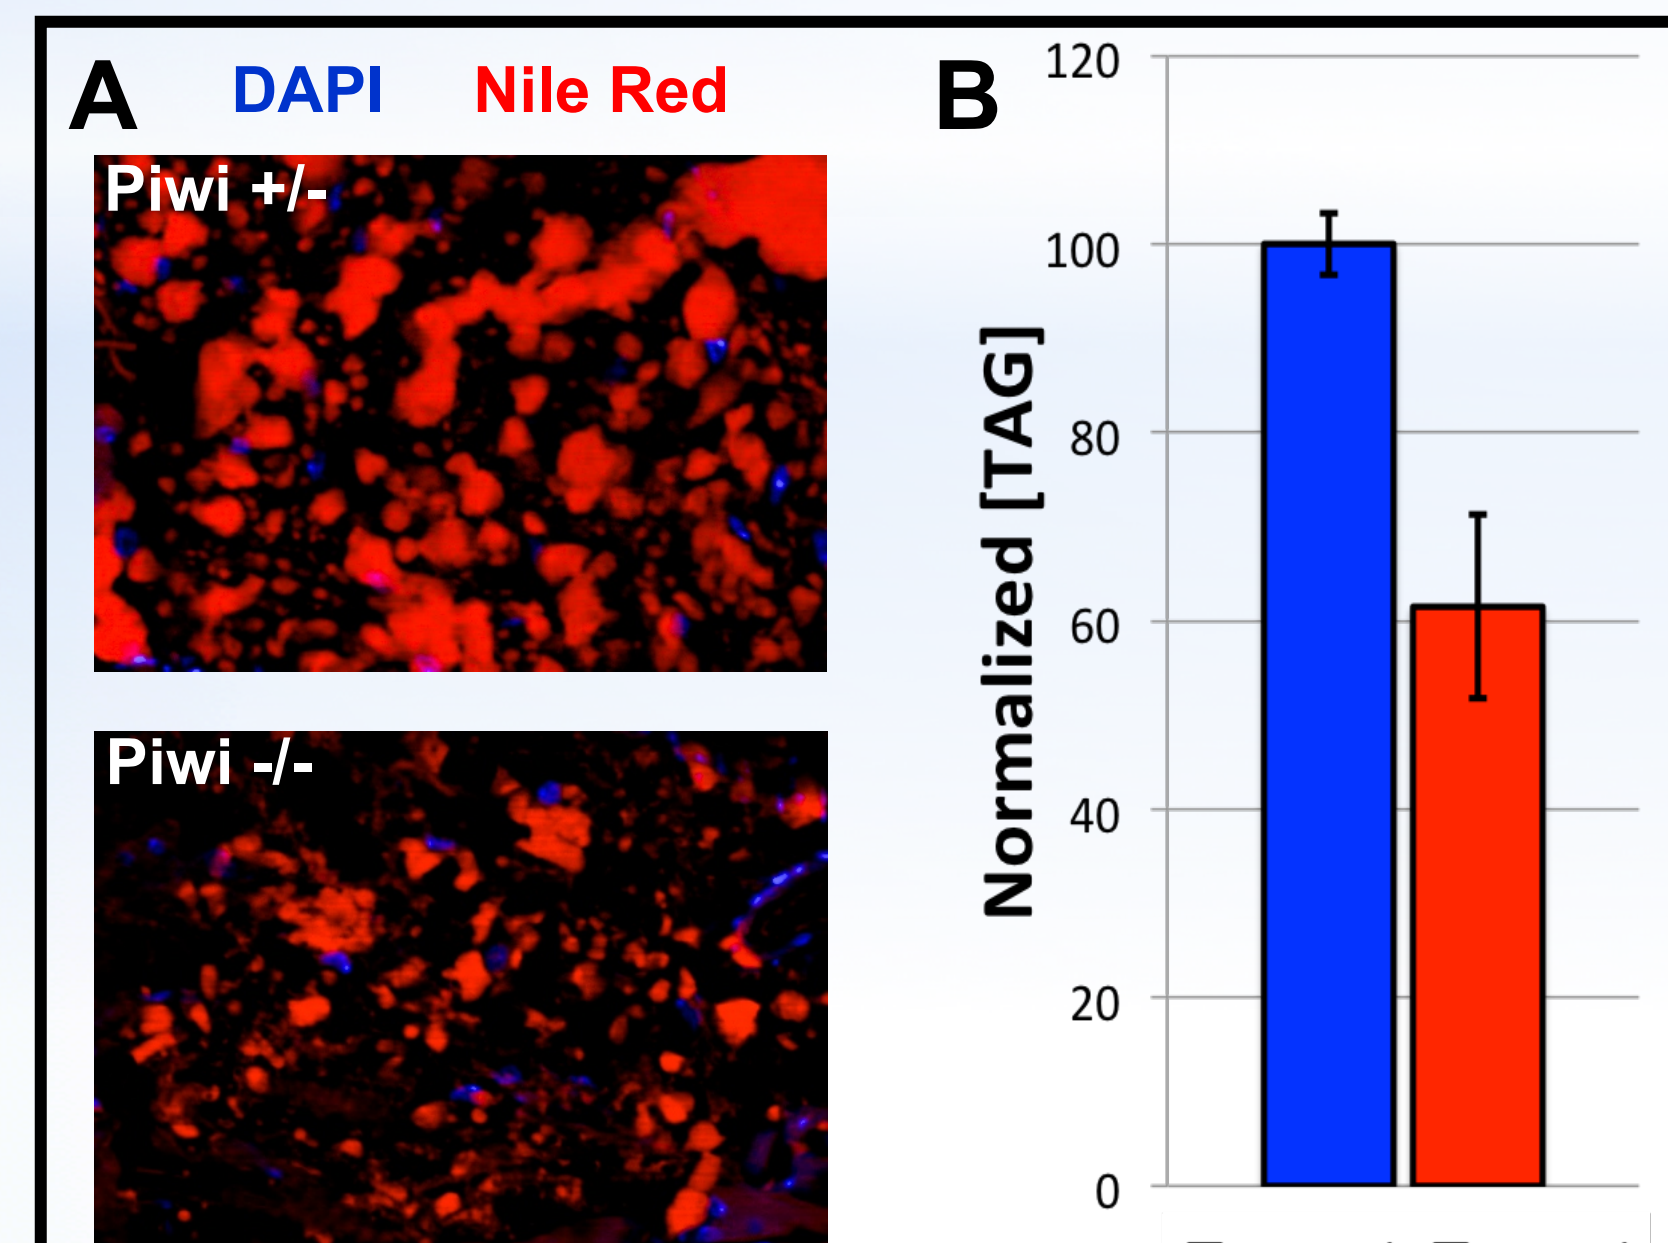 A
DAPI Nile Red
Piwi +/-
Piwi -/-
B
Normalized [TAG]
120
100
80
60
40
20
0